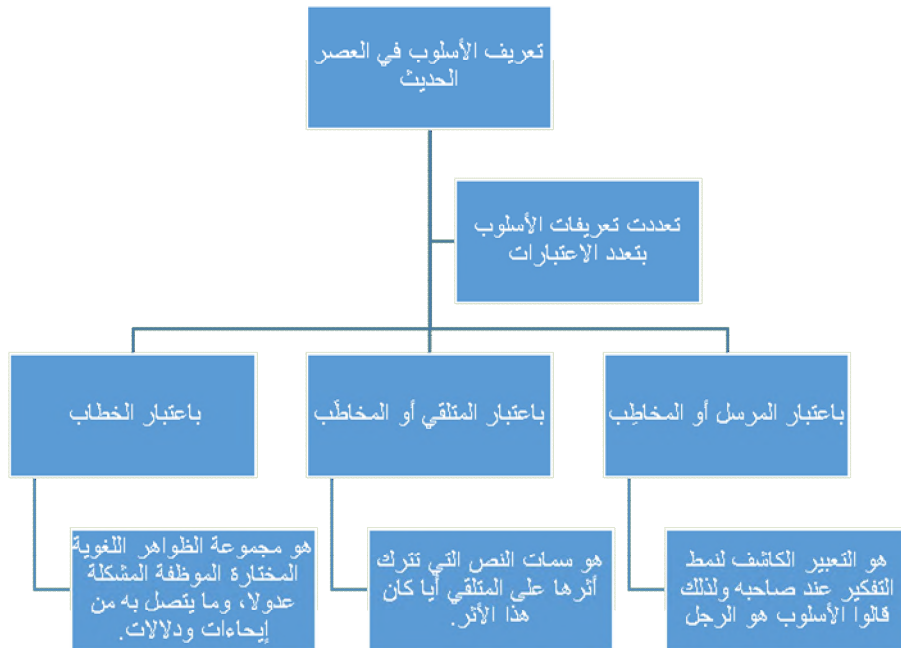 تعريف الأسلوب في العصر
الحديث
تعددت تعريفات الأسلوب
بتعدد الاعتبارات
باعتبار المرسل أو المخاطِب
باعتبار المتلقي أو المخاطَب
باعتبار الخطاب
هو التعبير الكاشف لنمط
التفكير عند صاحبه ولذلك
قالوا الأسلوب هو الرجل
هو سمات النص التي تترك
أثرها على المتلقي أيا كان
هذا الأثر.
هو مجموعة الظواهر اللغوية
المختارة الموظفة المشكلة
عدولا، وما يتصل به من
إيحاءات ودلالات.